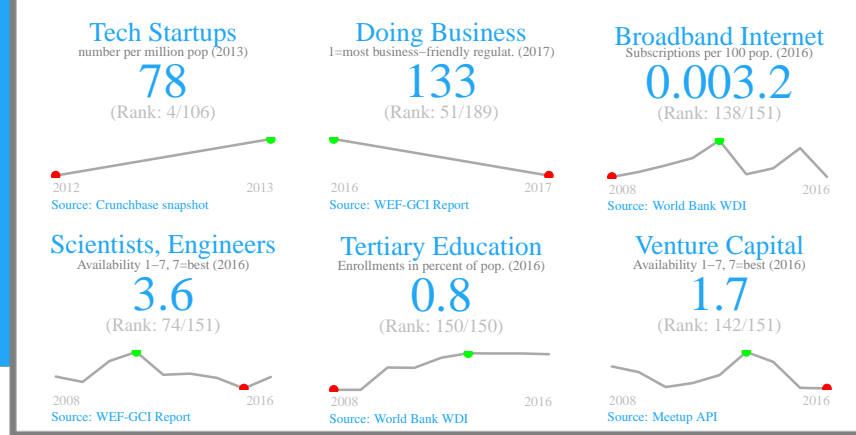 Tech Startups
number per million pop (2013)
78
(Rank: 4/106)
2012 2013
Source: Crunchbase snapshot
Doing Business
1=most business–friendly regulat. (2017)
133
(Rank: 51/189)
2016 2017
Source: WEF-GCI Report
Broadband Internet
Subscriptions per 100 pop. (2016)
0.003.2
(Rank: 138/151)
2008 2016
Source: World Bank WDI
Scientists, Engineers
Availability 1–7, 7=best (2016)
3.6
(Rank: 74/151)
2008 2016
Source: WEF-GCI Report
Tertiary Education
Enrollments in percent of pop. (2016)
0.8
(Rank: 150/150)
2008 2016
Source: World Bank WDI
Venture Capital
Availability 1–7, 7=best (2016)
1.7
(Rank: 142/151)
2008 2016
Source: Meetup API